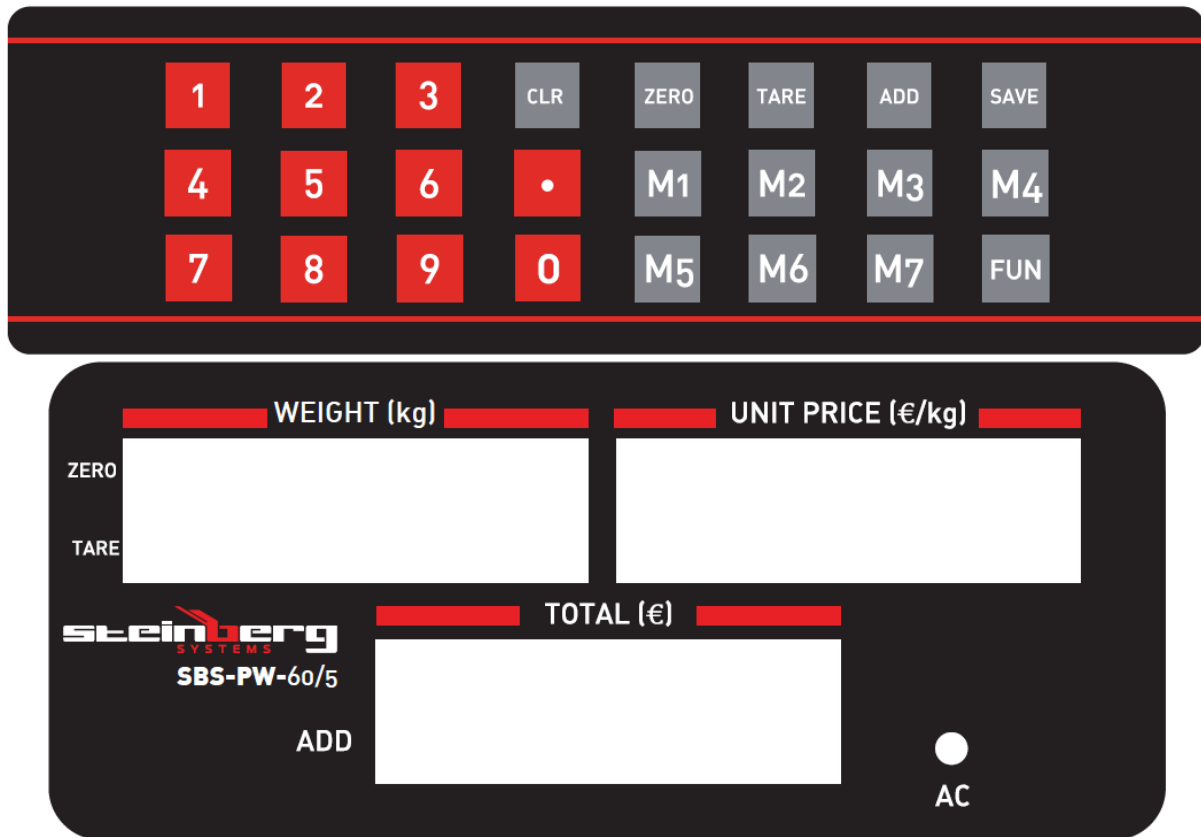 1 2 3 CLR ZERO TARE ADD SAVE
4 5 6 • M1 M2 M3 M4
7 8 9 0 M5 M6 M7 FUN
WEIGHT (kg) UNIT PRICE (€/kg)
ZERO
TARE
TOTAL (€)
steinberg
SYSTEMS
SBS-PW-60/5
ADD
AC